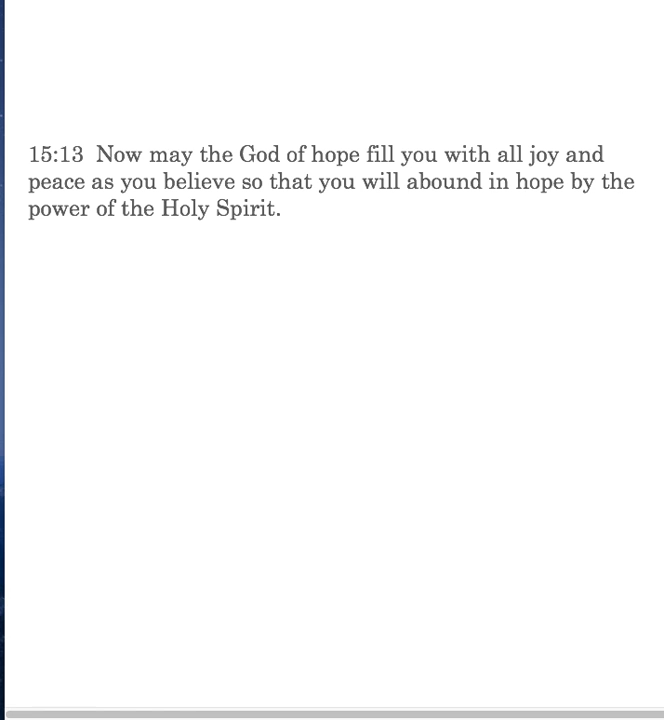 15:13  Now may the God of hope fill you with all joy and
peace as you believe so that you will abound in hope by the
power of the Holy Spirit.